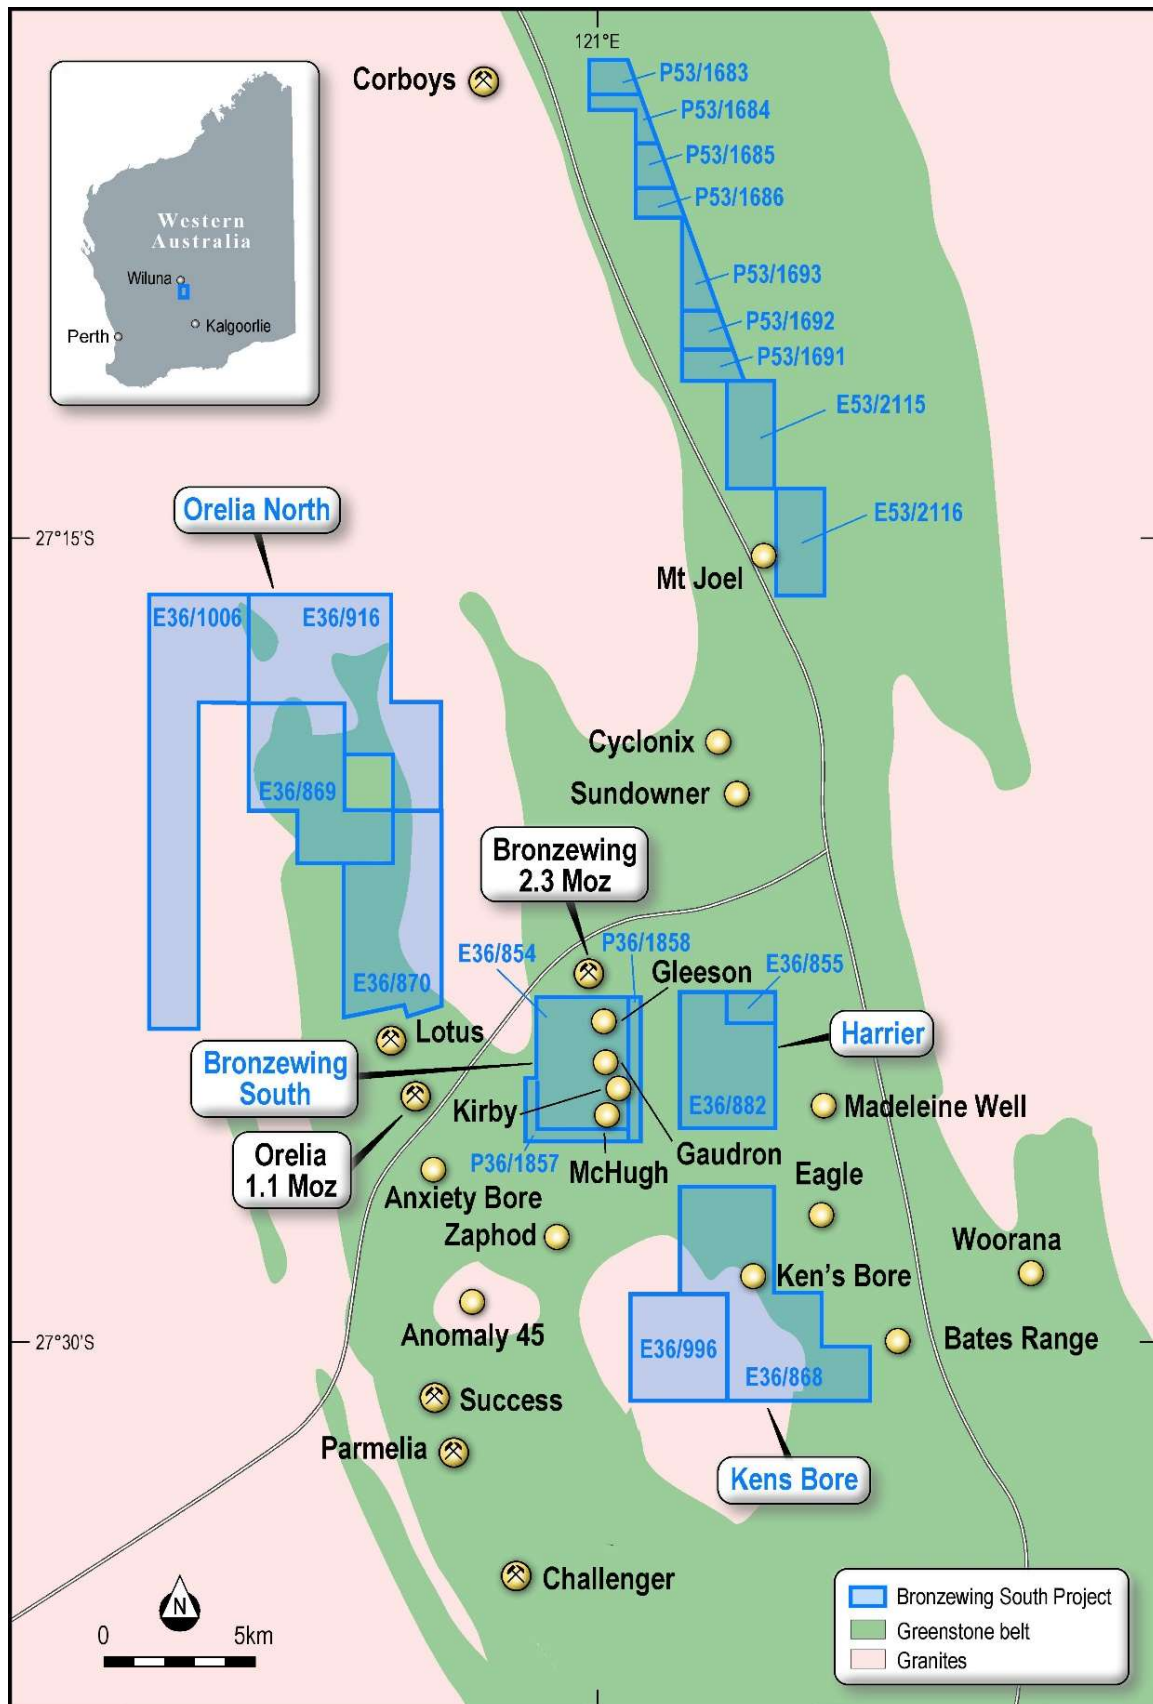 121°E
Corboys
P53/1683
P53/1684
P53/1685
P53/1686
P53/1693
P53/1692
P53/1691
E53/2115
E53/2116
Western
Australia
Wiluna
Kalgoorlie
Perth
Orelia North
27°15'S
Mt Joel
E36/1006
E36/916
Cyclonix
Sundowner
E36/869
Bronzewing
2.3 Moz
P36/1858
E36/854
Gleeson
E36/855
E36/870
Lotus
Harrier
Bronzewing
South
Kirby
E36/882
Madeleine Well
Orelia
1.1 Moz
P36/1857
McHugh
Gaudron
Anxiety Bore
Eagle
Zaphod
Woorana
Ken's Bore
Anomaly 45
27°30'S
E36/996
E36/868
Bates Range
Success
Parmelia
Kens Bore
Challenger
N
0 5km
Bronzewing South Project
Greenstone belt
Granites